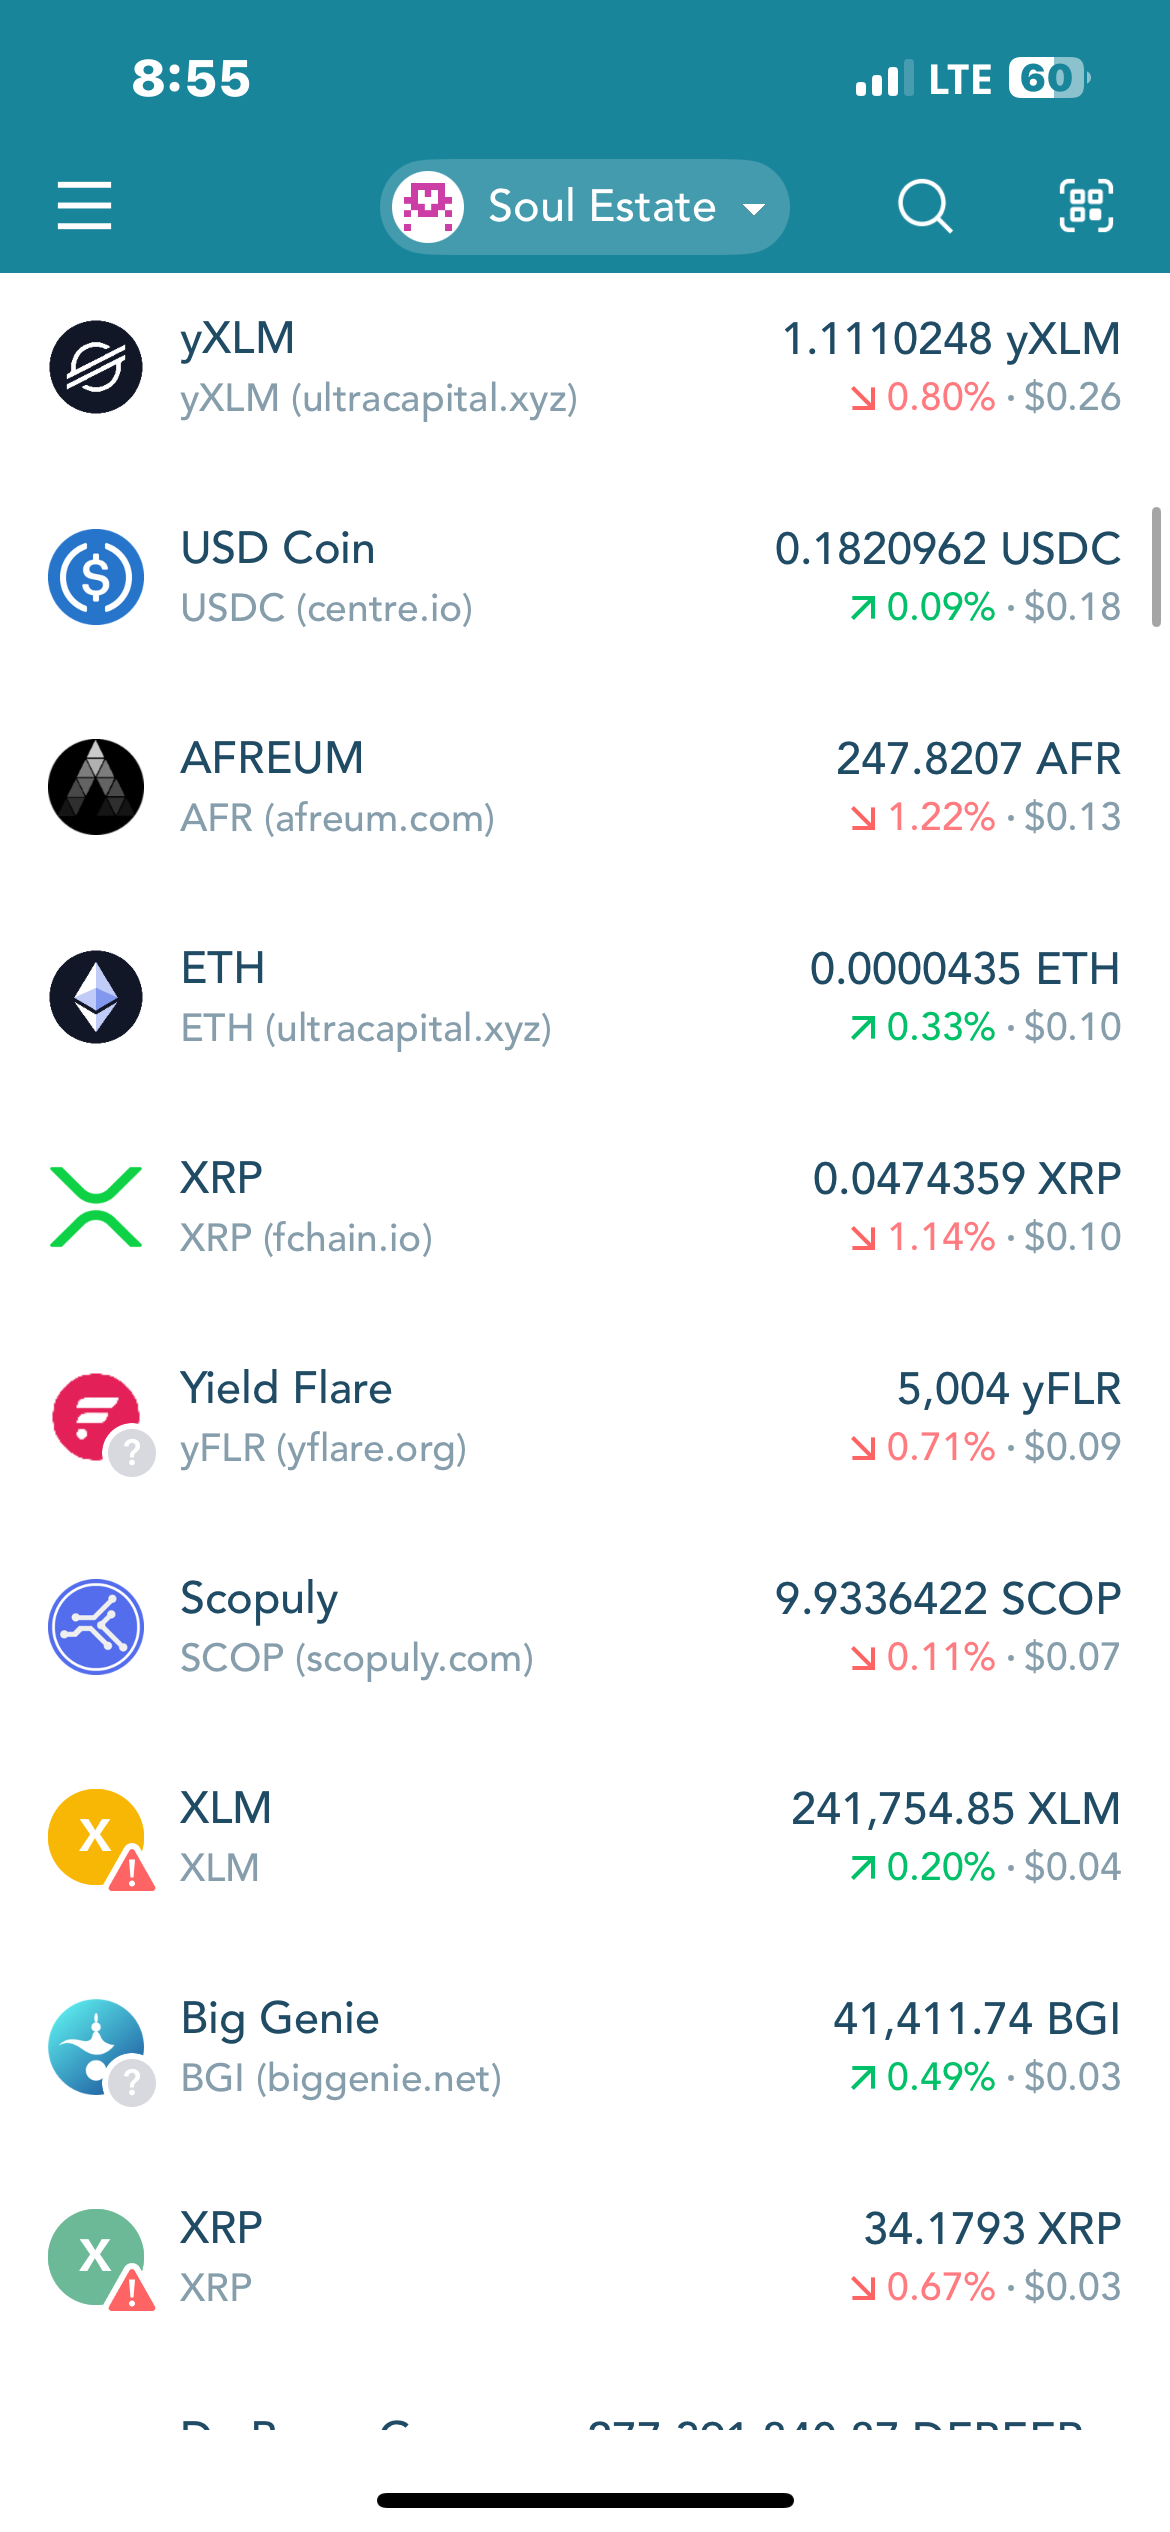 8:55
LTE 60
Soul Estate
yXLM 1.1110248 yXLM
yXLM (ultracapital.xyz) 0.80% · $0.26
USD Coin 0.1820962 USDC
USDC (centre.io) 0.09% · $0.18
AFREUM 247.8207 AFR
AFR (afreum.com) 1.22% · $0.13
ETH 0.0000435 ETH
ETH (ultracapital.xyz) 0.33% · $0.10
XRP 0.0474359 XRP
XRP (fchain.io) 1.14% · $0.10
Yield Flare 5,004 yFLR
? yFLR (yflare.org) 0.71% · $0.09
Scopuly 9.9336422 SCOP
SCOP (scopuly.com) 0.11% · $0.07
X XLM 241,754.85 XLM
! XLM 0.20% · $0.04
Big Genie 41,411.74 BGI
? BGI (biggenie.net) 0.49% · $0.03
X XRP 34.1793 XRP
! XRP 0.67% · $0.03